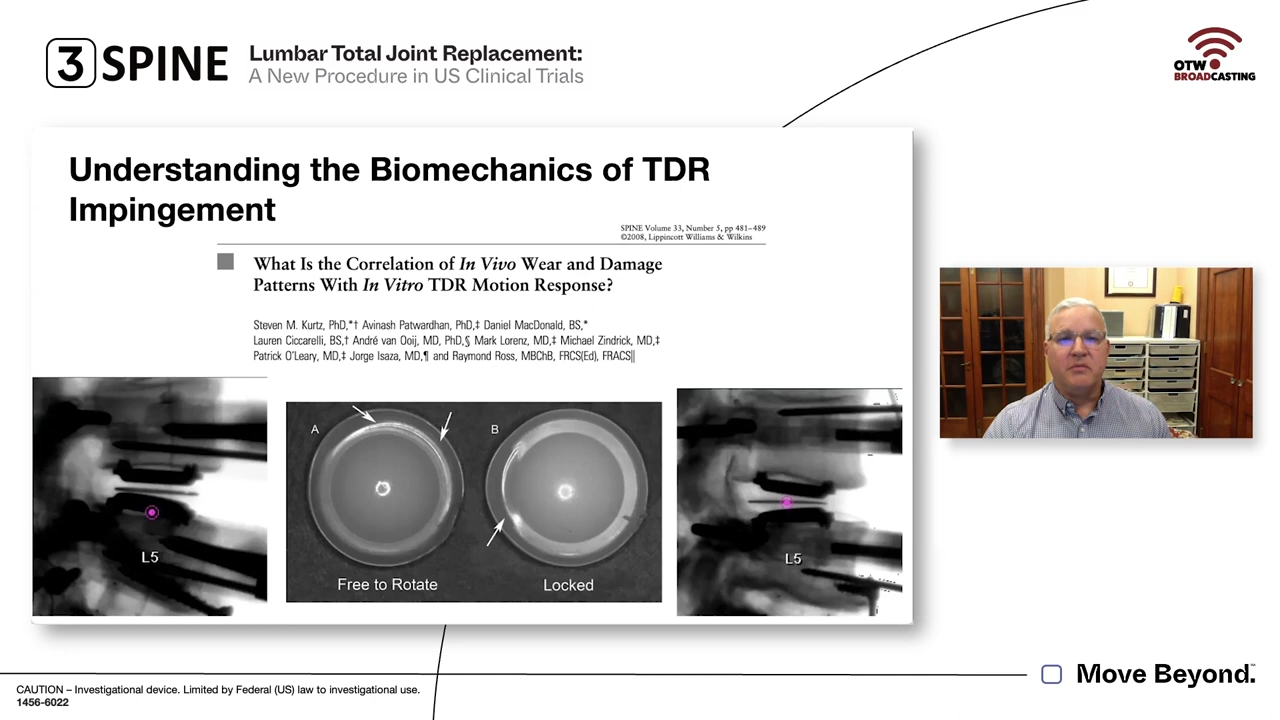 3 SPINE
Lumbar Total Joint Replacement:
A New Procedure in US Clinical Trials
OTW
BROADCASTING
Understanding the Biomechanics of TDR
Impingement
SPINE Volume 33, Number 5, pp 481–489
©2008, Lippincott Williams & Wilkins
What Is the Correlation of In Vivo Wear and Damage
Patterns With In Vitro TDR Motion Response?
Steven M. Kurtz, PhD,*† Avinash Patwardhan, PhD,‡ Daniel MacDonald, BS,*
Lauren Ciccarelli, BS,† André van Ooij, MD, PhD,§ Mark Lorenz, MD,‡ Michael Zindrick, MD,‡
Patrick O'Leary, MD,‡ Jorge Isaza, MD,¶ and Raymond Ross, MBChB, FRCS(Ed), FRACS||
A
B
L5
Free to Rotate
Locked
L5
Move Beyond.™
CAUTION – Investigational device. Limited by Federal (US) law to investigational use.
1456-6022